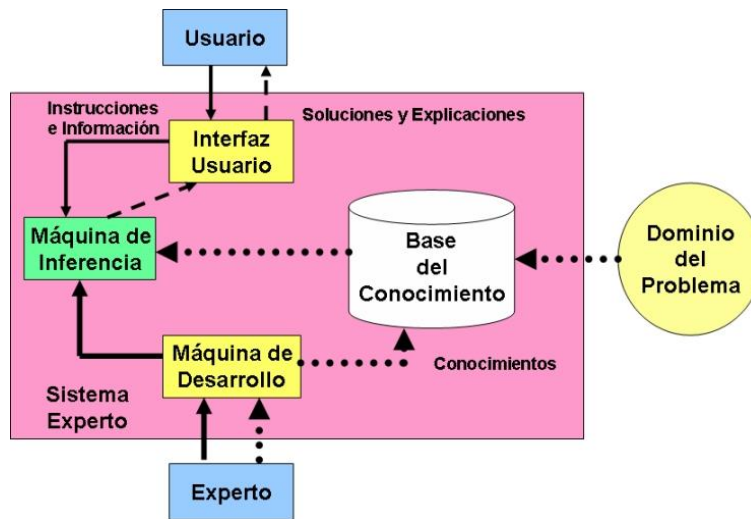 Usuario
Instrucciones
e Información
Soluciones y Explicaciones
Interfaz
Usuario
Máquina de
Inferencia
Base
del
Conocimiento
Dominio
del
Problema
Máquina de
Desarrollo
Conocimientos
Sistema
Experto
Experto